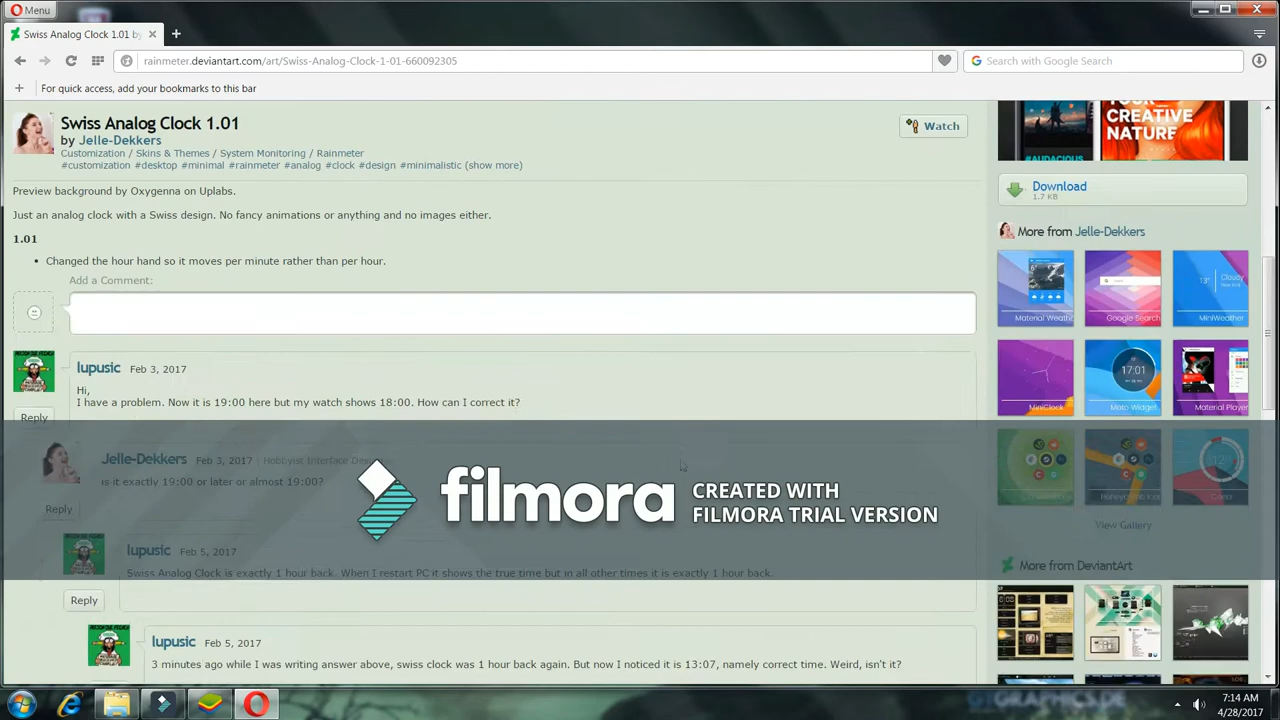 Menu
Swiss Analog Clock 1.01 by
rainmeter.deviantart.com/art/Swiss-Analog-Clock-1-01-660092305
Search with Google Search
For quick access, add your bookmarks to this bar
Swiss Analog Clock 1.01
by Jelle-Dekkers
Watch
Customization / Skins & Themes / System Monitoring / Rainmeter
#customization #desktop #minimal #rainmeter #analog #clock #design #minimalistic (show more)
Preview background by Oxygenna on Uplabs.
Just an analog clock with a Swiss design. No fancy animations or anything and no images either.
1.01
• Changed the hour hand so it moves per minute rather than per hour.
Add a Comment:
lupusic Feb 3, 2017
Hi,
I have a problem. Now it is 19:00 here but my watch shows 18:00. How can I correct it?
Reply
Jelle-Dekkers Feb 3, 2017 Hobbyist Interface
is it exactly 19:00 or later or almost 19:00?
Reply
lupusic Feb 5, 2017
Swiss Analog Clock is exactly 1 hour back. When I restart PC it shows the true time but in all other times it is exactly 1 hour back.
Reply
lupusic Feb 5, 2017
3 minutes ago while I was writing answer above, swiss clock was 1 hour back again. But now I noticed it is 13:07, namely correct time. Weird, isn't it?
filmora
CREATED WITH
FILMORA TRIAL VERSION
YOUR
CREATIVE
NATURE
#AUDACIOUS
Download
1.7 KB
More from Jelle-Dekkers
Material Weath
Google Search
MiniWeather
MiniClock
17:01
Moto Widget
Material Player
View Gallery
More from DeviantArt
7:14 AM
4/28/2017